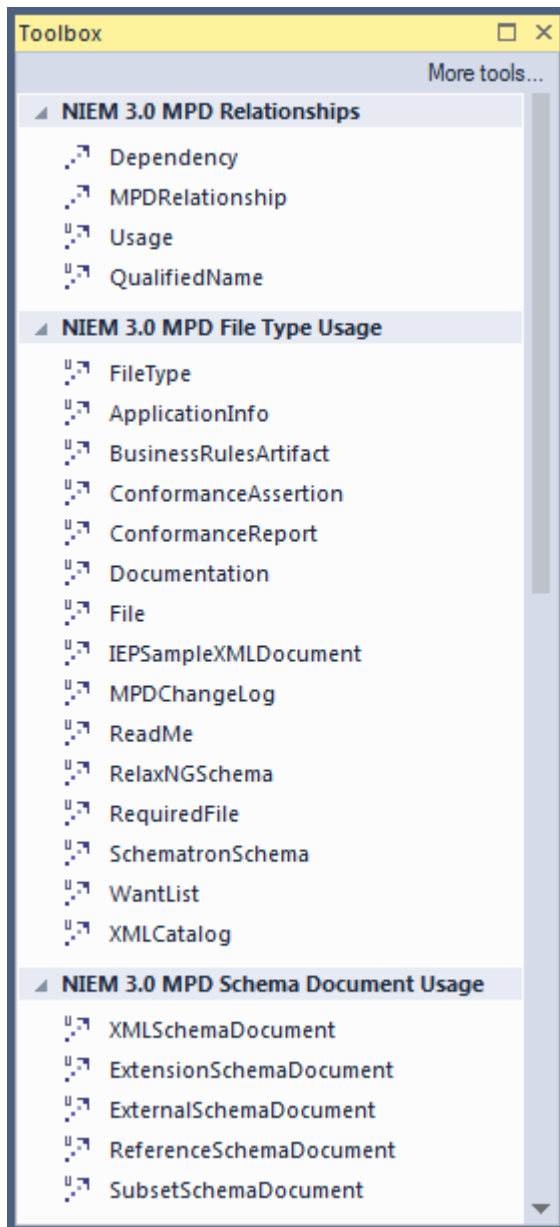 Toolbox
More tools...
NIEM 3.0 MPD Relationships
Dependency
MPDRelationship
Usage
QualifiedName
NIEM 3.0 MPD File Type Usage
FileType
ApplicationInfo
BusinessRulesArtifact
ConformanceAssertion
ConformanceReport
Documentation
File
IEPSampleXMLDocument
MPDChangeLog
ReadMe
RelaxNGSchema
RequiredFile
SchematronSchema
WantList
XMLCatalog
NIEM 3.0 MPD Schema Document Usage
XMLSchemaDocument
ExtensionSchemaDocument
ExternalSchemaDocument
ReferenceSchemaDocument
SubsetSchemaDocument